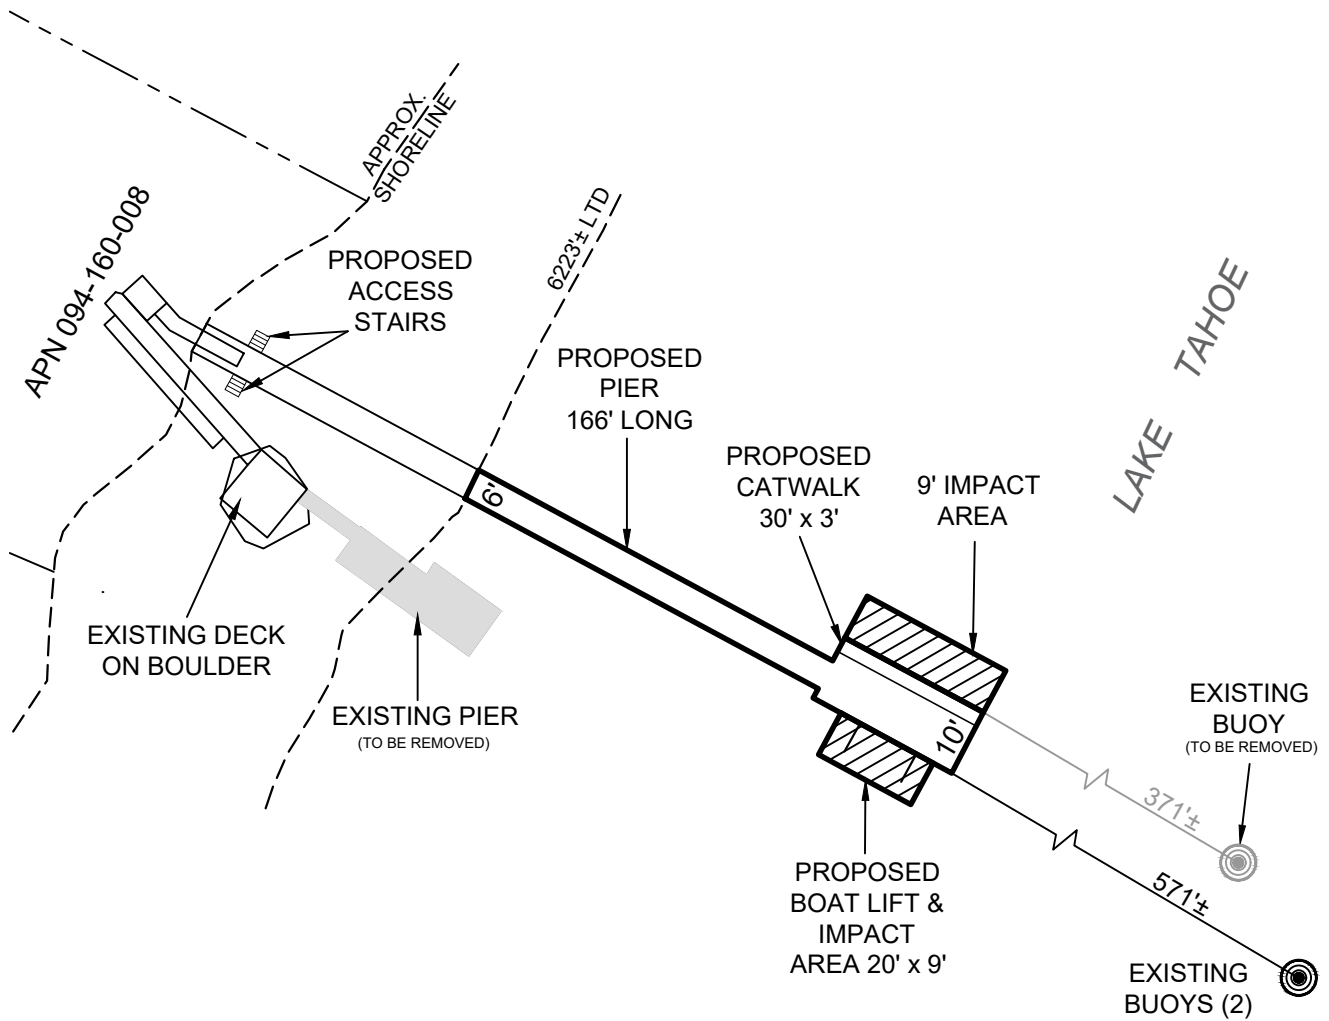 APPROX.
SHORELINE
APN 094-160-008
6223'± LTD
PROPOSED
ACCESS
STAIRS
LAKE TAHOE
PROPOSED
PIER
166' LONG
PROPOSED
CATWALK
30' x 3'
9' IMPACT
AREA
6'
EXISTING DECK
ON BOULDER
EXISTING PIER
(TO BE REMOVED)
10'
EXISTING
BUOY
(TO BE REMOVED)
371'±
571'±
PROPOSED
BOAT LIFT &
IMPACT
AREA 20' x 9'
EXISTING
BUOYS (2)